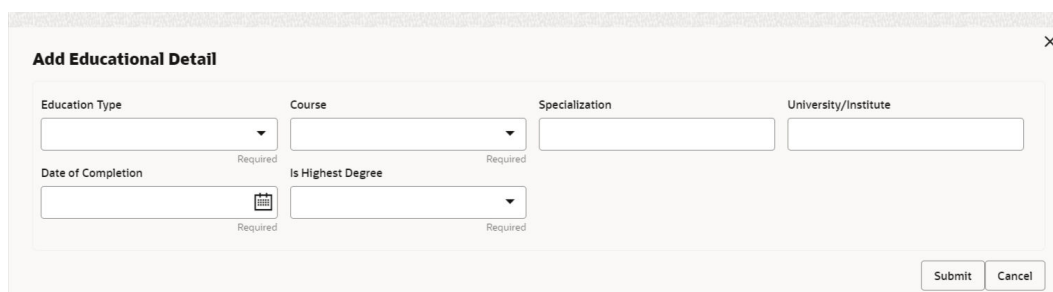 Add Educational Detail
Education Type Course Specialization University/Institute
Required Required
Date of Completion Is Highest Degree
Required Required
Submit Cancel